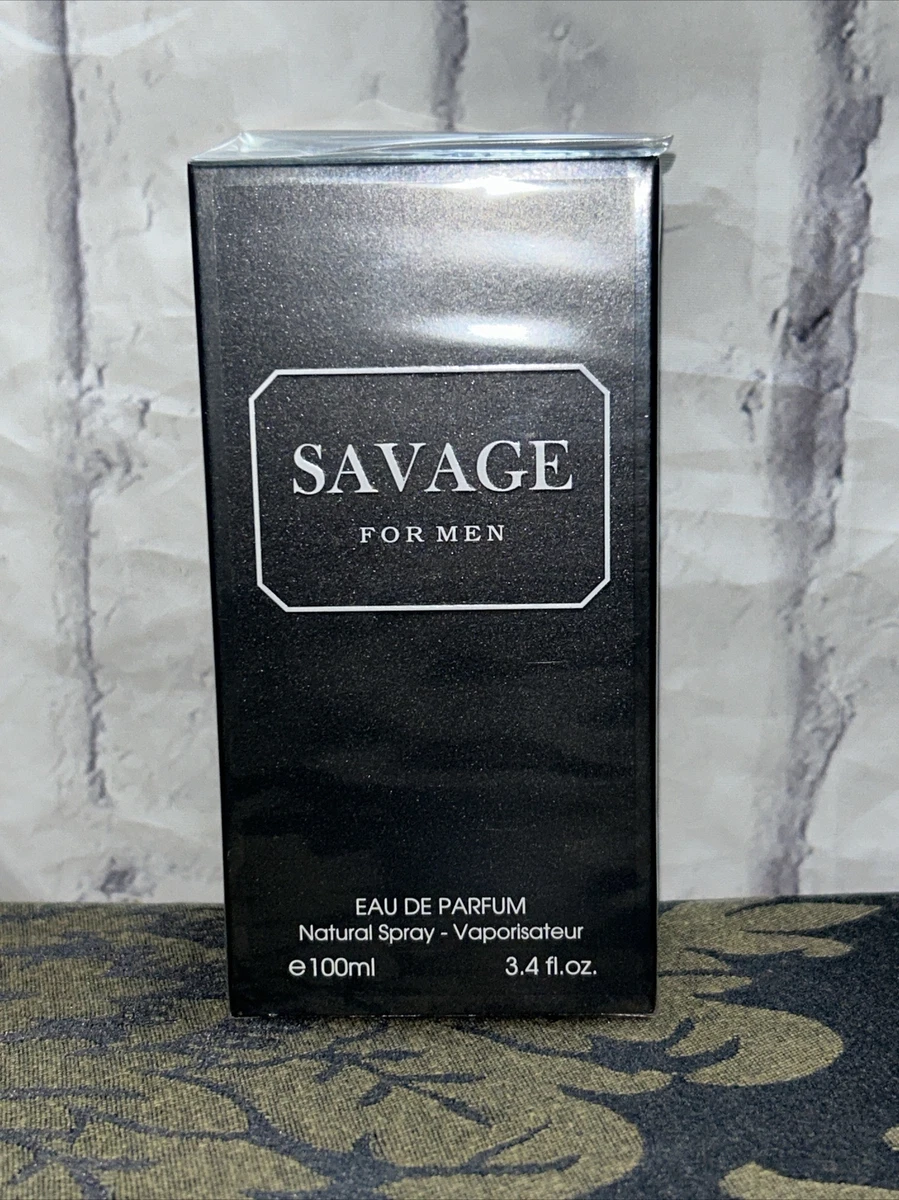 SAVAGE
FOR MEN
EAU DE PARFUM
Natural Spray - Vaporisateur
℮100ml 3.4 fl.oz.